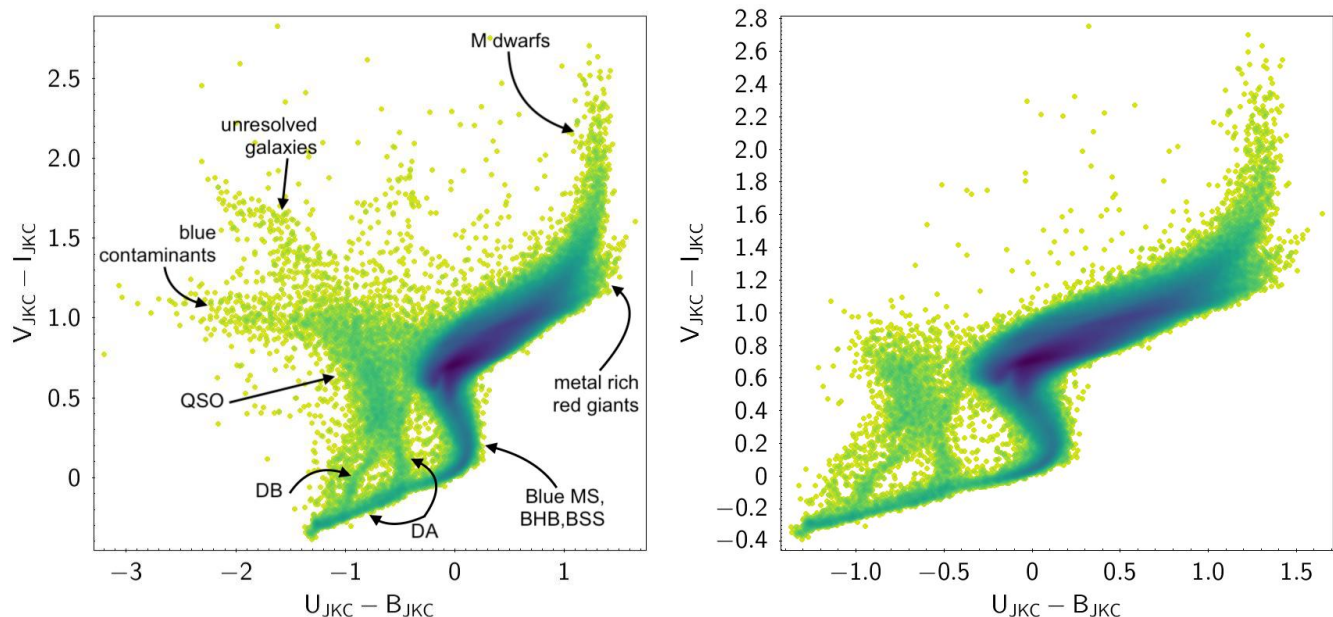 M dwarfs
unresolved
galaxies
blue
contaminants
QSO
DB
DA
Blue MS,
BHB,BSS
metal rich
red giants
2.5
2.0
1.5
1.0
0.5
0
V_JKC − I_JKC
−3
−2
−1
0
1
U_JKC − B_JKC
2.8
2.6
2.4
2.2
2.0
1.8
1.6
1.4
1.2
1.0
0.8
0.6
0.4
0.2
0
−0.2
−0.4
V_JKC − I_JKC
−1.0
−0.5
0
0.5
1.0
1.5
U_JKC − B_JKC